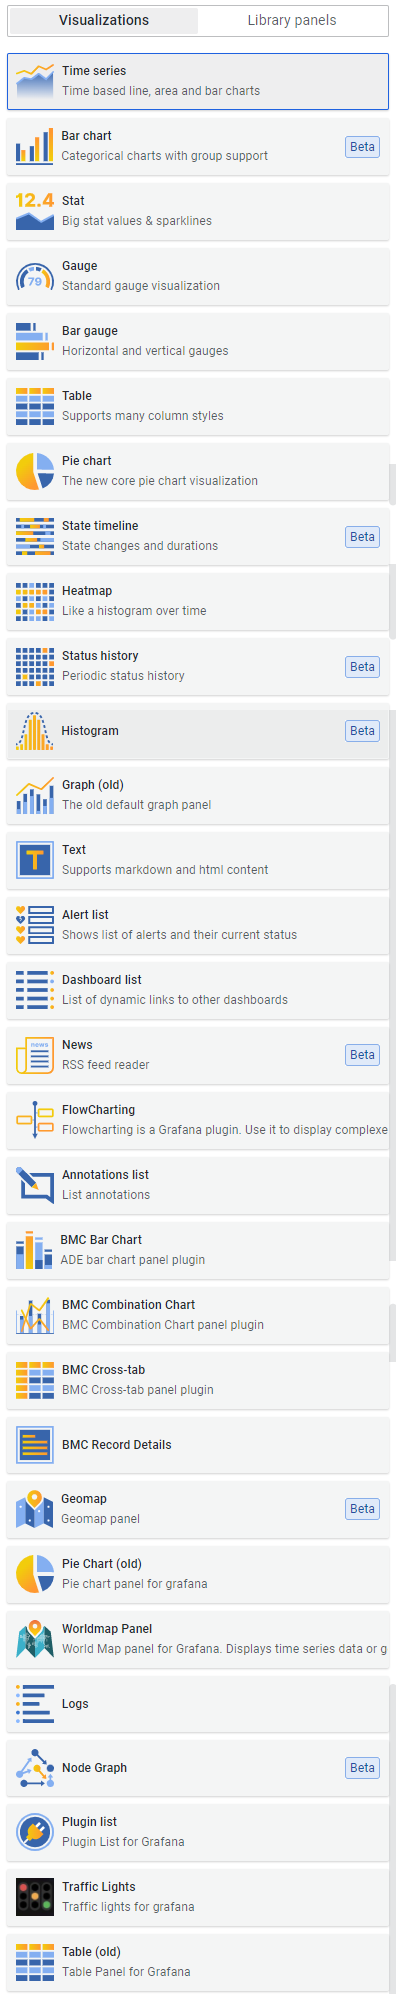 Visualizations
Library panels
Time series
Time based line, area and bar charts
Bar chart
Categorical charts with group support
Beta
12.4
Stat
Big stat values & sparklines
79
Gauge
Standard gauge visualization
Bar gauge
Horizontal and vertical gauges
Table
Supports many column styles
Pie chart
The new core pie chart visualization
State timeline
State changes and durations
Beta
Heatmap
Like a histogram over time
Status history
Periodic status history
Beta
Histogram
Beta
Graph (old)
The old default graph panel
T
Text
Supports markdown and html content
Alert list
Shows list of alerts and their current status
Dashboard list
List of dynamic links to other dashboards
news
News
RSS feed reader
Beta
FlowCharting
Flowcharting is a Grafana plugin. Use it to display complexe
Annotations list
List annotations
BMC Bar Chart
ADE bar chart panel plugin
BMC Combination Chart
BMC Combination Chart panel plugin
BMC Cross-tab
BMC Cross-tab panel plugin
BMC Record Details
Geomap
Geomap panel
Beta
Pie Chart (old)
Pie chart panel for grafana
Worldmap Panel
World Map panel for Grafana. Displays time series data or g
Logs
Node Graph
Beta
Plugin list
Plugin List for Grafana
Traffic Lights
Traffic lights for grafana
Table (old)
Table Panel for Grafana